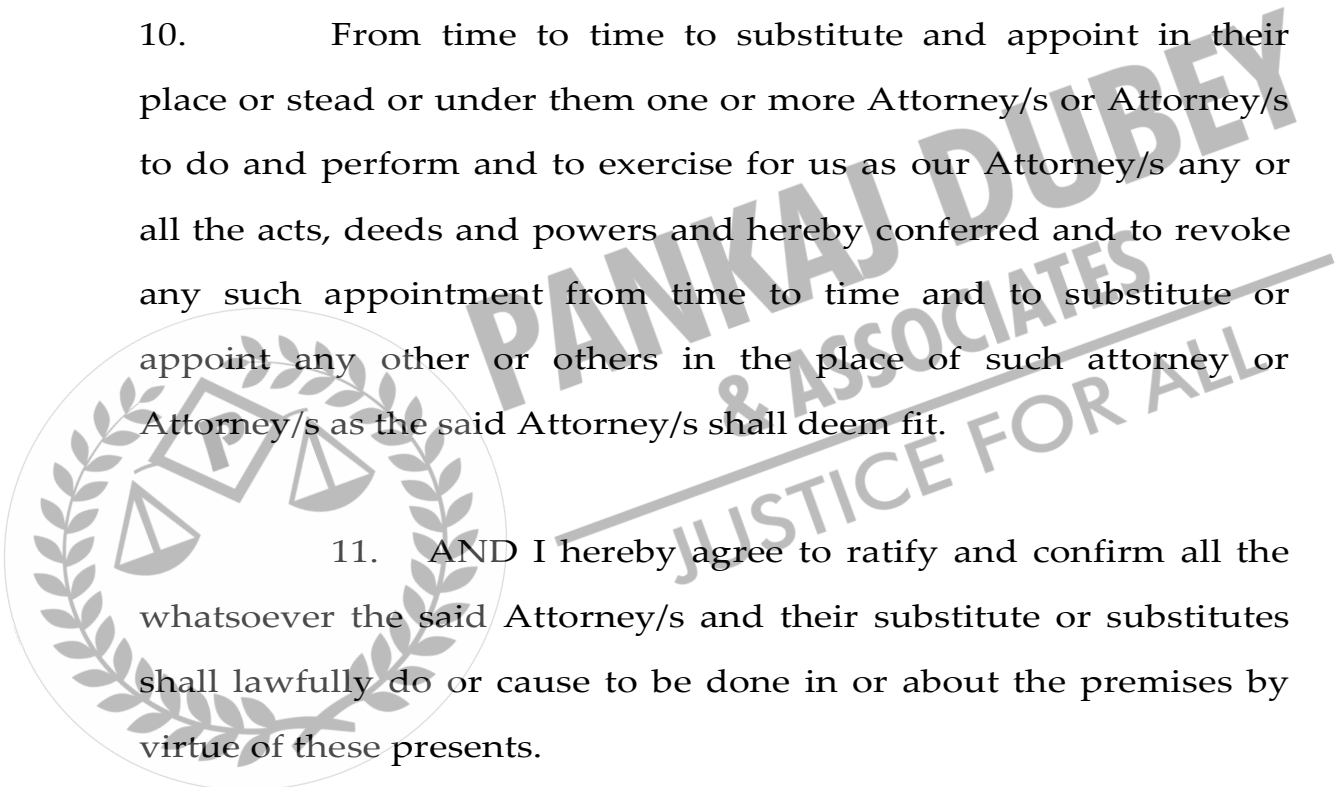 10. From time to time to substitute and appoint in their
place or stead or under them one or more Attorney/s or Attorney/s
to do and perform and to exercise for us as our Attorney/s any or
all the acts, deeds and powers and hereby conferred and to revoke
any such appointment from time to time and to substitute or
appoint any other or others in the place of such attorney or
Attorney/s as the said Attorney/s shall deem fit.
11. AND I hereby agree to ratify and confirm all the
whatsoever the said Attorney/s and their substitute or substitutes
shall lawfully do or cause to be done in or about the premises by
virtue of these presents.
PANKAJ DUBEY
& ASSOCIATES
JUSTICE FOR ALL
P